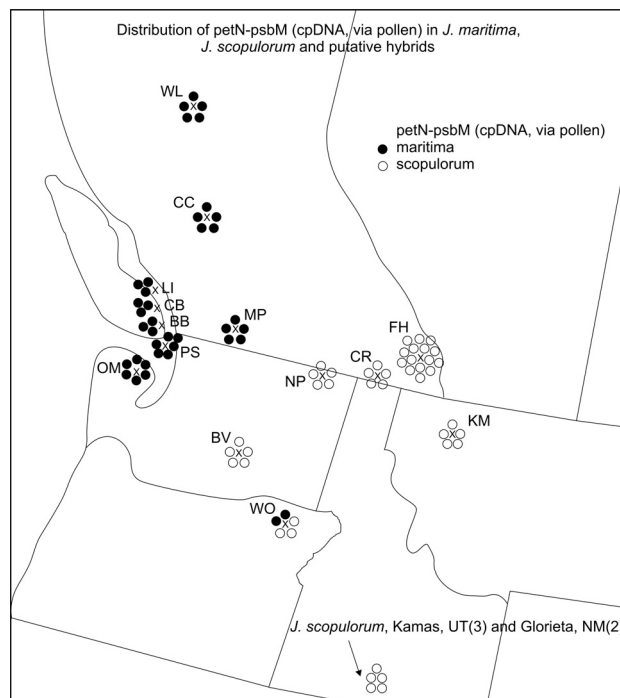 Distribution of petN-psbM (cpDNA, via pollen) in J. maritima,
J. scopulorum and putative hybrids
WL
X
petN-psbM (cpDNA, via pollen)
maritima
scopulorum
CC
X
LI
X
CB
X
BB
X
MP
X
FH
X
PS
X
OM
X
NP
X
CR
X
KM
X
BV
X
WO
X
J. scopulorum, Kamas, UT(3) and Glorieta, NM(2